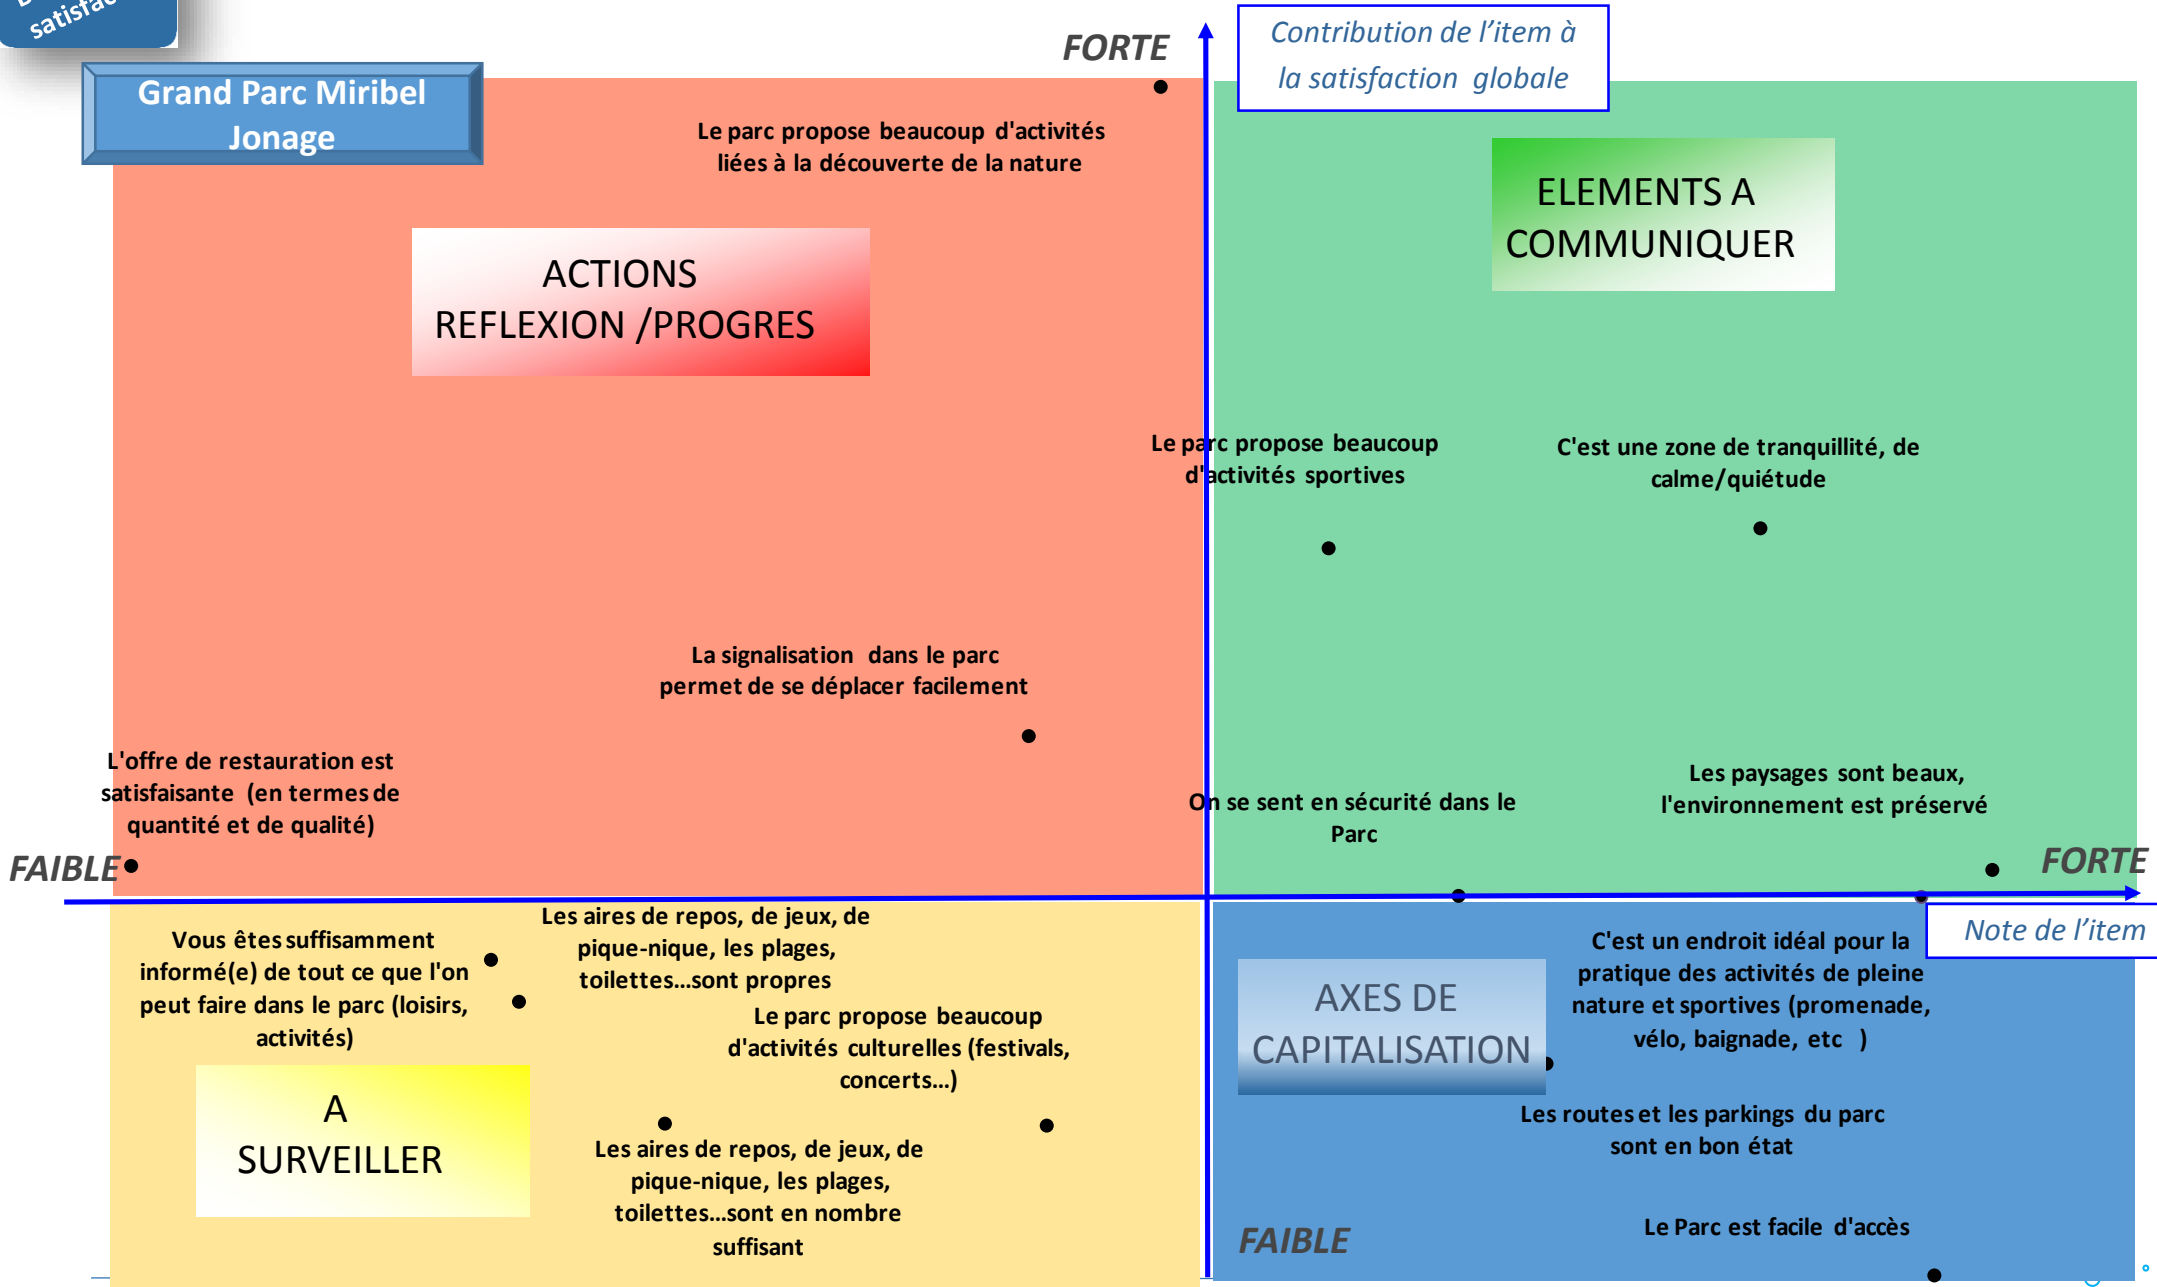 FORTE
Contribution de l'item à
la satisfaction globale
Grand Parc Miribel
Jonage
Le parc propose beaucoup d'activités
liées à la découverte de la nature
ACTIONS
REFLEXION /PROGRES
ELEMENTS A
COMMUNIQUER
Le parc propose beaucoup
d'activités sportives
C'est une zone de tranquillité, de
calme/quiétude
La signalisation dans le parc
permet de se déplacer facilement
L'offre de restauration est
satisfaisante (en termes de
quantité et de qualité)
On se sent en sécurité dans le
Parc
Les paysages sont beaux,
l'environnement est préservé
FAIBLE
FORTE
Note de l'item
Vous êtes suffisamment
informé(e) de tout ce que l'on
peut faire dans le parc (loisirs,
activités)
Les aires de repos, de jeux, de
pique-nique, les plages,
toilettes...sont propres
Le parc propose beaucoup
d'activités culturelles (festivals,
concerts...)
A
SURVEILLER
Les aires de repos, de jeux, de
pique-nique, les plages,
toilettes...sont en nombre
suffisant
AXES DE
CAPITALISATION
C'est un endroit idéal pour la
pratique des activités de pleine
nature et sportives (promenade,
vélo, baignade, etc )
Les routes et les parkings du parc
sont en bon état
FAIBLE
Le Parc est facile d'accès